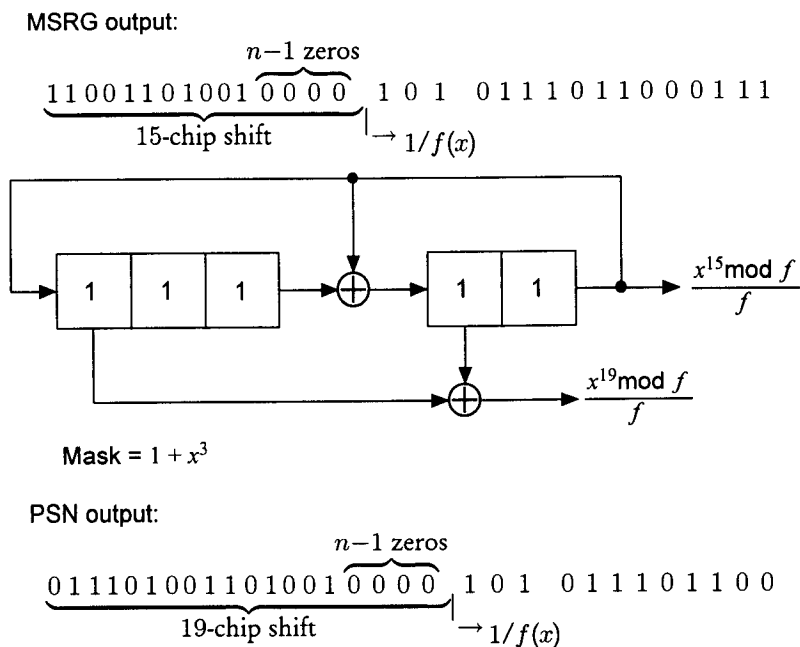 MSRG output:
n−1 zeros
1 1 0 0 1 1 0 1 0 0 1 0 0 0 0 1 0 1 0 1 1 1 0 1 1 0 0 0 1 1 1
15-chip shift → 1/f(x)
1 1 1 1 1
x^15 mod f
f
x^19 mod f
f
Mask = 1 + x^3
PSN output:
n−1 zeros
0 1 1 1 0 1 0 0 1 1 0 1 0 0 1 0 0 0 0 1 0 1 0 1 1 1 0 1 1 0 0
19-chip shift → 1/f(x)